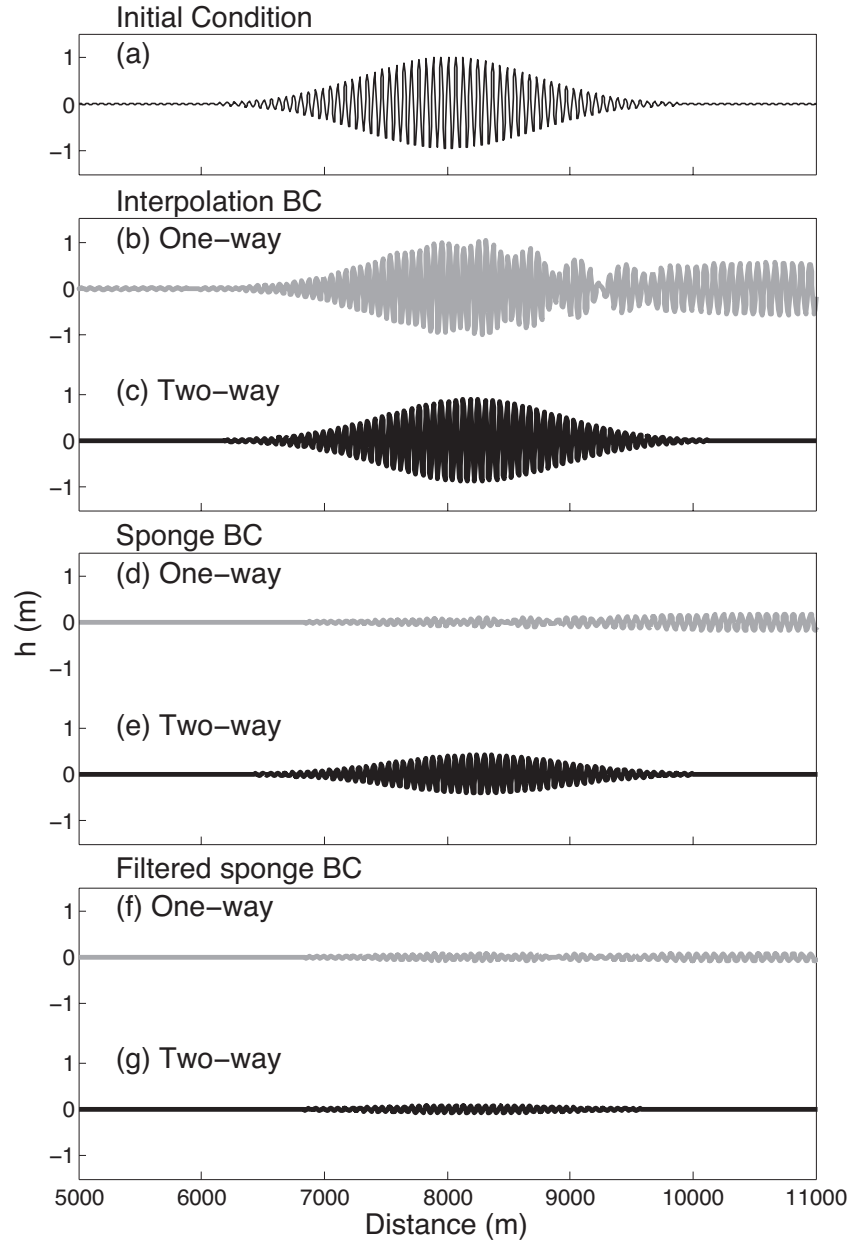 Initial Condition
(a)
1
0
−1
Interpolation BC
(b) One−way
1
0
−1
(c) Two−way
1
0
−1
Sponge BC
(d) One−way
1
0
−1
h (m)
(e) Two−way
1
0
−1
Filtered sponge BC
(f) One−way
1
0
−1
(g) Two−way
1
0
−1
5000 6000 7000 8000 9000 10000 11000
Distance (m)